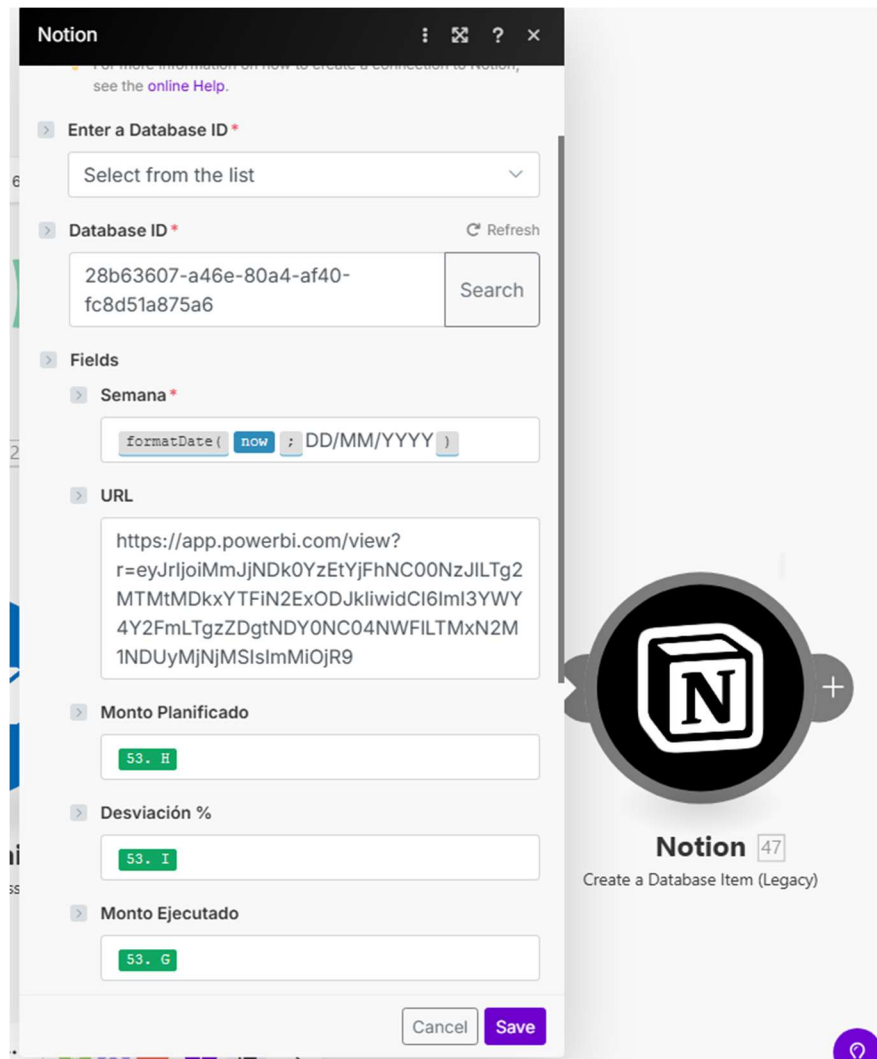 Notion
For more information on how to create a connection to Notion,
see the online Help.
Enter a Database ID *
Select from the list
Database ID *
Refresh
28b63607-a46e-80a4-af40-
fc8d51a875a6
Search
Fields
Semana *
formatDate( now ; DD/MM/YYYY )
URL
https://app.powerbi.com/view?
r=eyJrIjoiMmJjNDk0YzEtYjFhNC00NzJlLTg2
MTMtMDkxYTFiN2ExODJkIiwidCI6ImI3YWY
4Y2FmLTgzZDgtNDY0NC04NWFlLTMxN2M
1NDUyMjNjMSIsImMiOjR9
Monto Planificado
53. H
Desviación %
53. I
Monto Ejecutado
53. G
Cancel
Save
Notion 47
Create a Database Item (Legacy)